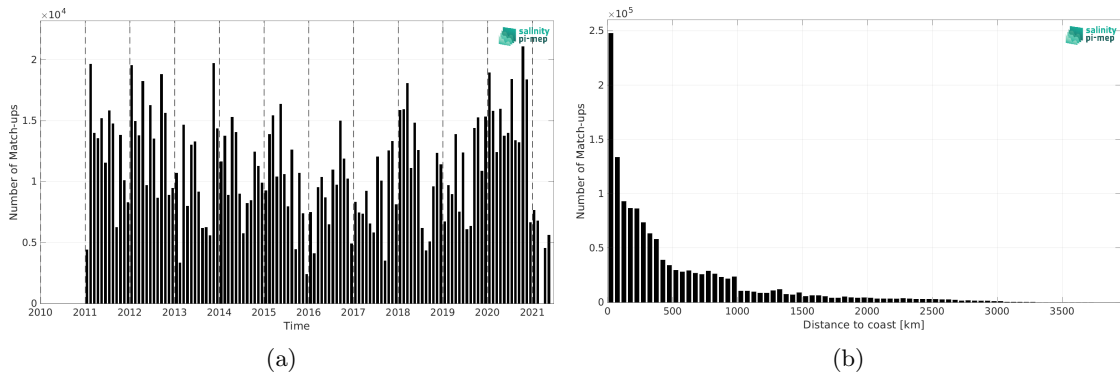 ×10⁴
2
1.5
1
0.5
0
Number of Match-ups
2010 2011 2012 2013 2014 2015 2016 2017 2018 2019 2020 2021
Time
salinity
pi-mep
(a)
×10⁵
2.5
2
1.5
1
0.5
0
Number of Match-ups
0 500 1000 1500 2000 2500 3000 3500
Distance to coast [km]
salinity
pi-mep
(b)